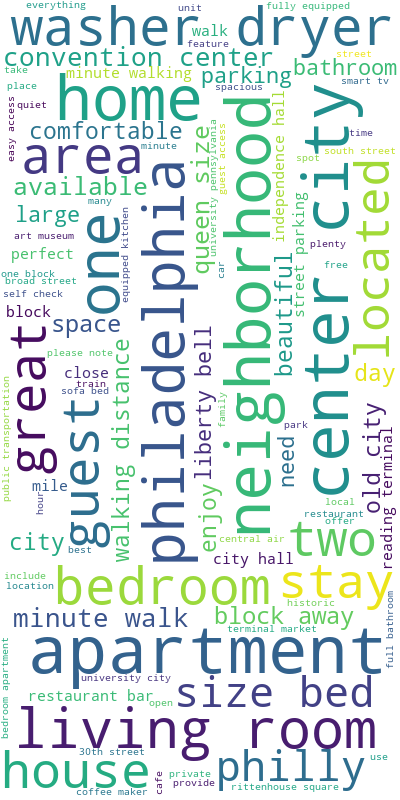 everything
unit
fully equipped
washer dryer
walk
feature
street
convention center
minute walking
parking
bathroom
take
place
easy access
home
spacious
smart tv
quiet
comfortable
minute
area
queen size
university pennsylvania
guest access
independence hall
center city
time
spot
south street
available
many
one
equipped kitchen
philadelphia
neighborhood
located
large
art museum
perfect
one block
broad street
self check
car
beautiful
street parking
plenty
free
block
space
great
please note
close
train
sofa bed
guest
walking distance
liberty bell
enjoy
family
need
park
day
old city
reading terminal
public transportation
mile
hour
best
city
city hall
central air
local
restaurant
offer
two
include
location
bedroom
stay
historic
minute walk
block away
terminal market
full bathroom
bedroom apartment
apartment
university city
restaurant bar
open
size bed
living room
30th street
house
cafe
private
provide
philly
use
coffee maker
rittenhouse square